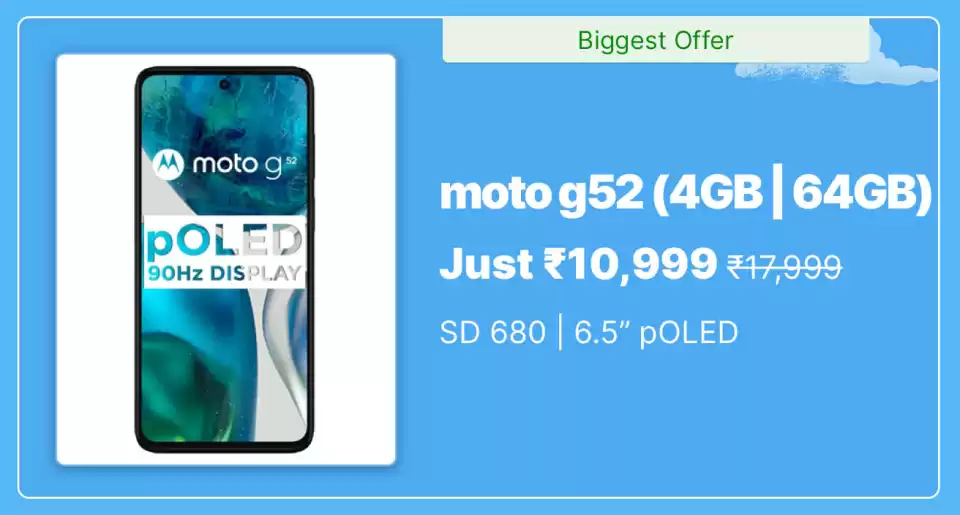 Biggest Offer
moto g52
pOLED
90Hz DISPLAY
moto g52 (4GB | 64GB)
Just ₹10,999 ₹17,999
SD 680 | 6.5” pOLED